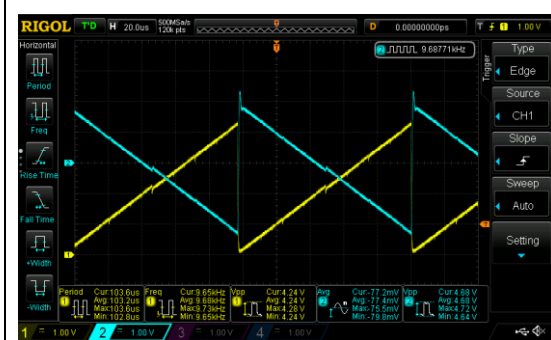 RIGOL T'D H 20.0us 500MSa/s 120k pts D 0.00000000ps T 1 1.00 V
Horizontal
2 9.68771kHz
Type
Edge
Trigger
Period
Source
CH1
Freq
Slope
Rise Time
Sweep
Auto
Fall Time
Setting
+Width
-Width
Period Cur:103.6us Avg:103.2us Max:103.6us Min:102.8us
Freq Cur:9.65kHz Avg:9.68kHz Max:9.73kHz Min:9.65kHz
Vpp Cur:4.24 V Avg:4.24 V Max:4.28 V Min:4.24 V
Avg Cur:-77.2mV Avg:-77.4mV Max:-75.5mV Min:-79.8mV
Vpp Cur:4.68 V Avg:4.68 V Max:4.72 V Min:4.64 V
1 = 1.00 V 2 = 1.00 V 3 = 1.00 V 4 = 1.00 V